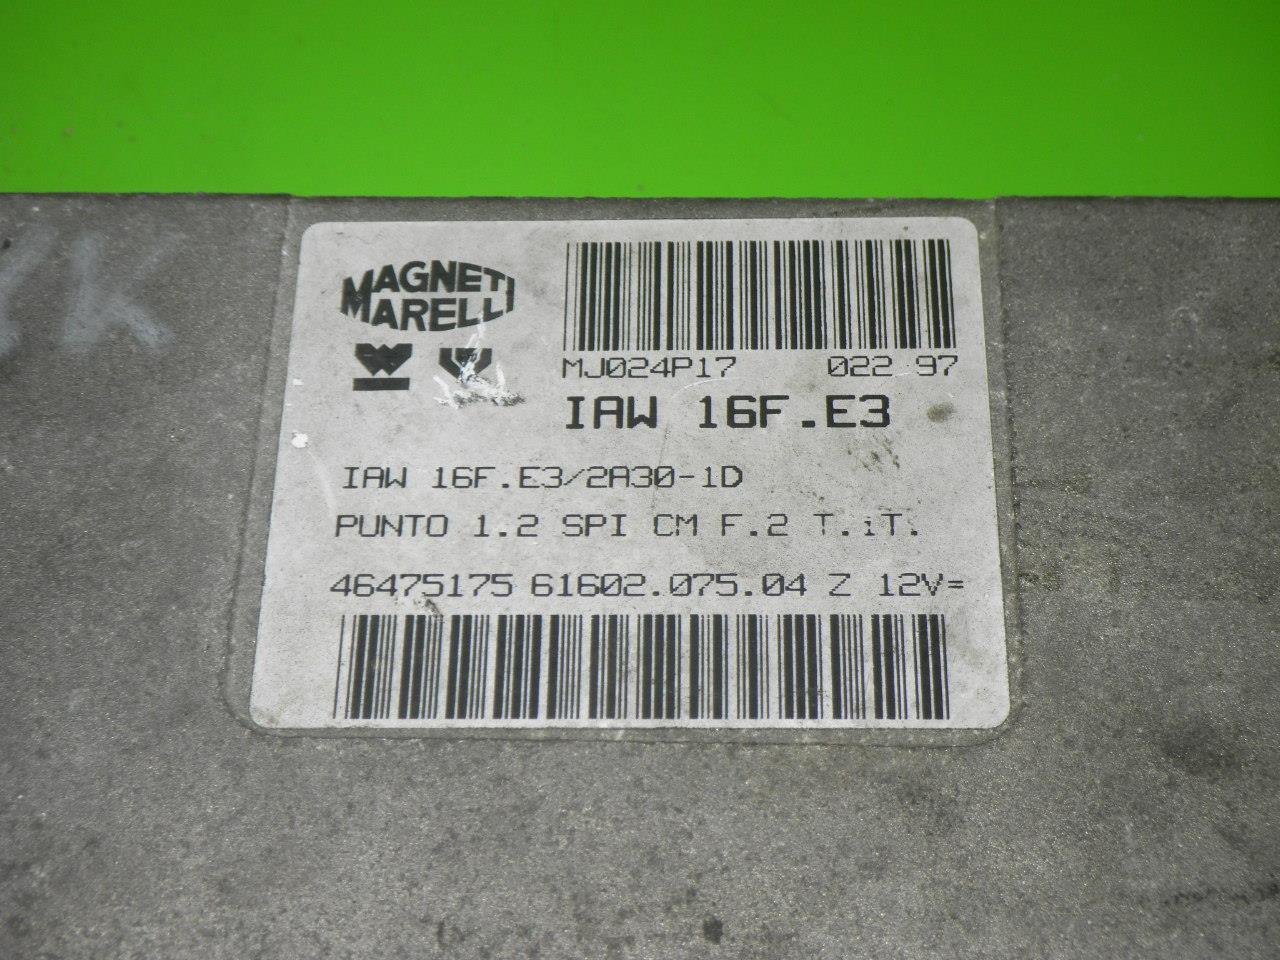 MAGNETI
MARELLI
MJ024P17 022 97
IAW 16F.E3
IAW 16F.E3/2A30-1D
PUNTO 1.2 SPI CM F.2 T.iT.
46475175 61602.075.04 Z 12V=